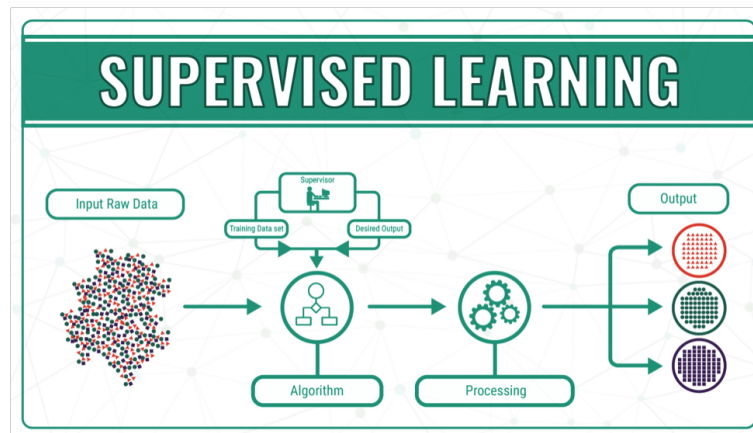 SUPERVISED LEARNING
Input Raw Data
Supervisor
Training Data set
Desired Output
Algorithm
Processing
Output